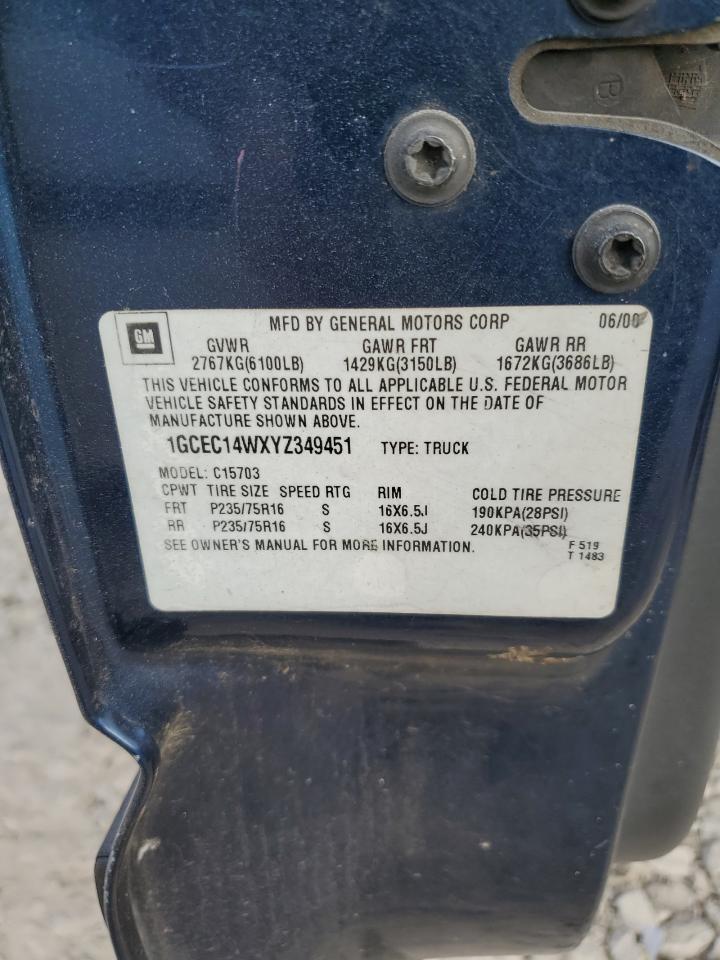 B
GM
MFD BY GENERAL MOTORS CORP 06/00
GVWR GAWR FRT GAWR RR
2767KG(6100LB) 1429KG(3150LB) 1672KG(3686LB)
THIS VEHICLE CONFORMS TO ALL APPLICABLE U.S. FEDERAL MOTOR
VEHICLE SAFETY STANDARDS IN EFFECT ON THE DATE OF
MANUFACTURE SHOWN ABOVE.
1GCEC14WXYZ349451 TYPE: TRUCK
MODEL: C15703
CPWT TIRE SIZE SPEED RTG RIM COLD TIRE PRESSURE
FRT P235/75R16 S 16X6.5J 190KPA(28PSI)
RR P235/75R16 S 16X6.5J 240KPA(35PSI)
SEE OWNER'S MANUAL FOR MORE INFORMATION. F 519
T 1483